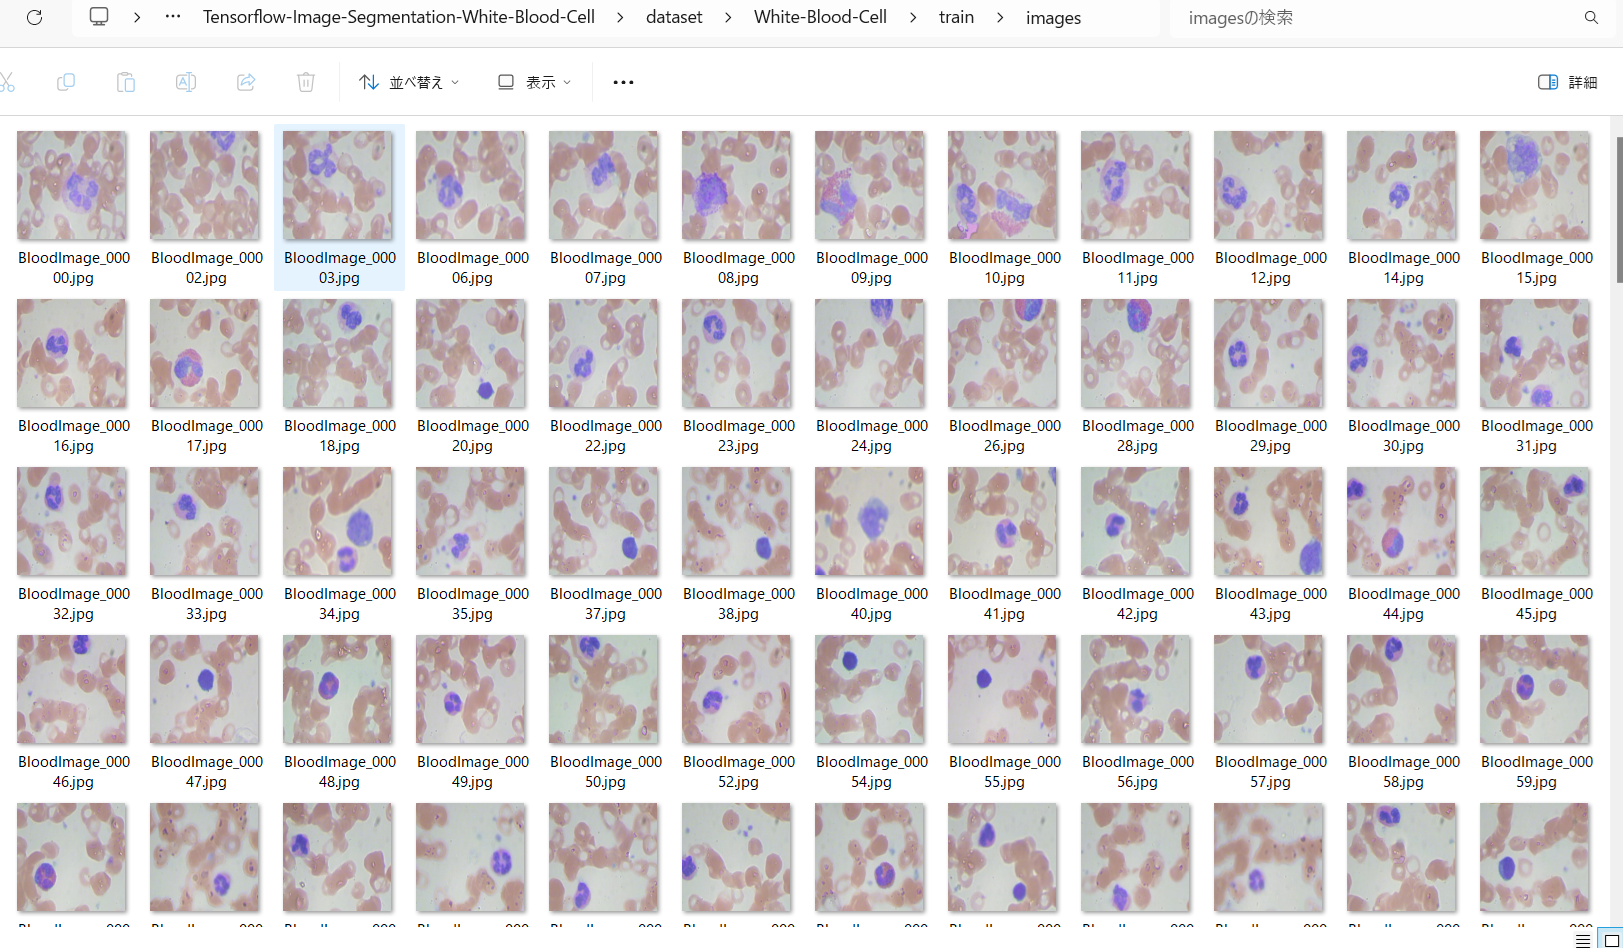 Tensorflow-Image-Segmentation-White-Blood-Cell > dataset > White-Blood-Cell > train > images
imagesの検索
並べ替え
表示
詳細
BloodImage_00000.jpg
BloodImage_00002.jpg
BloodImage_00003.jpg
BloodImage_00006.jpg
BloodImage_00007.jpg
BloodImage_00008.jpg
BloodImage_00009.jpg
BloodImage_00010.jpg
BloodImage_00011.jpg
BloodImage_00012.jpg
BloodImage_00014.jpg
BloodImage_00015.jpg
BloodImage_00016.jpg
BloodImage_00017.jpg
BloodImage_00018.jpg
BloodImage_00020.jpg
BloodImage_00022.jpg
BloodImage_00023.jpg
BloodImage_00024.jpg
BloodImage_00026.jpg
BloodImage_00028.jpg
BloodImage_00029.jpg
BloodImage_00030.jpg
BloodImage_00031.jpg
BloodImage_00032.jpg
BloodImage_00033.jpg
BloodImage_00034.jpg
BloodImage_00035.jpg
BloodImage_00037.jpg
BloodImage_00038.jpg
BloodImage_00040.jpg
BloodImage_00041.jpg
BloodImage_00042.jpg
BloodImage_00043.jpg
BloodImage_00044.jpg
BloodImage_00045.jpg
BloodImage_00046.jpg
BloodImage_00047.jpg
BloodImage_00048.jpg
BloodImage_00049.jpg
BloodImage_00050.jpg
BloodImage_00052.jpg
BloodImage_00054.jpg
BloodImage_00055.jpg
BloodImage_00056.jpg
BloodImage_00057.jpg
BloodImage_00058.jpg
BloodImage_00059.jpg